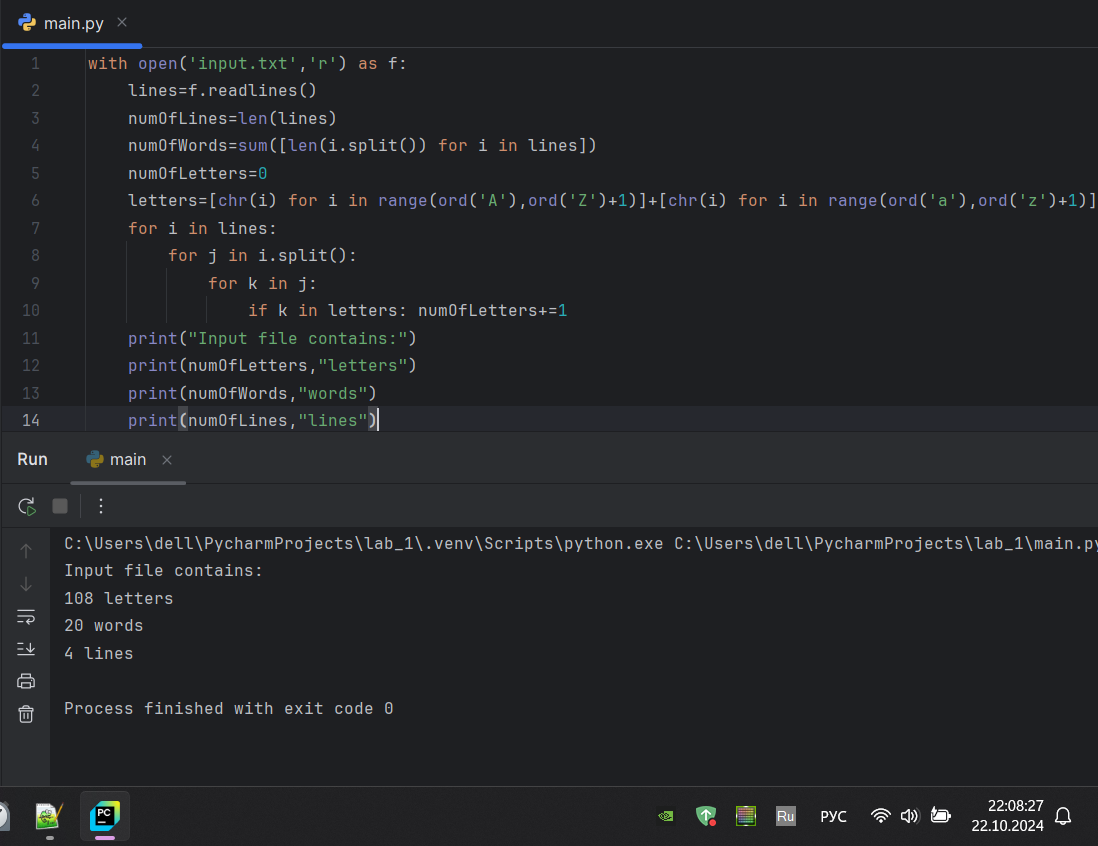 main.py
1 with open('input.txt','r') as f:
2 lines=f.readlines()
3 numOfLines=len(lines)
4 numOfWords=sum([len(i.split()) for i in lines])
5 numOfLetters=0
6 letters=[chr(i) for i in range(ord('A'),ord('Z')+1)]+[chr(i) for i in range(ord('a'),ord('z')+1)]
7 for i in lines:
8 for j in i.split():
9 for k in j:
10 if k in letters: numOfLetters+=1
11 print("Input file contains:")
12 print(numOfLetters,"letters")
13 print(numOfWords,"words")
14 print(numOfLines,"lines")
Run main
C:\Users\dell\PycharmProjects\lab_1\.venv\Scripts\python.exe C:\Users\dell\PycharmProjects\lab_1\main.py
Input file contains:
108 letters
20 words
4 lines
Process finished with exit code 0
PC
Ru
РУС
22:08:27
22.10.2024